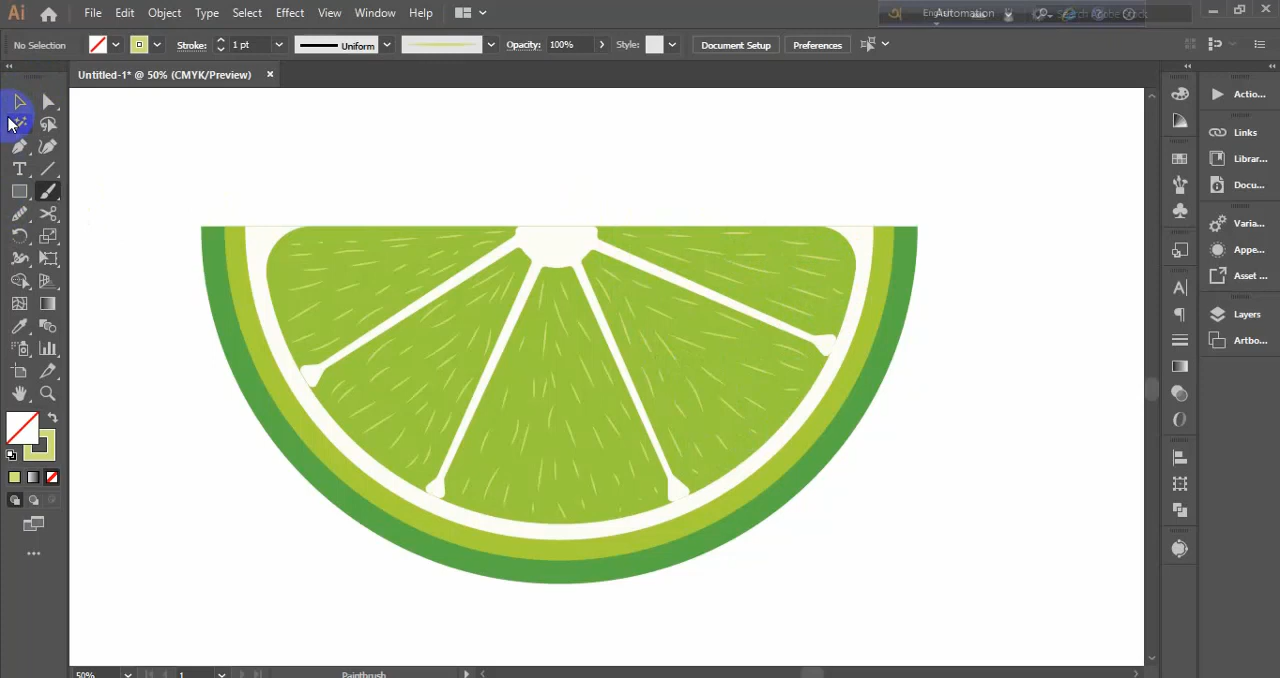 Ai File Edit Object Type Select Effect View Window Help Automation
No Selection Stroke: 1 pt Uniform Opacity: 100% Style: Document Setup Preferences
Untitled-1* @ 50% (CMYK/Preview) ×
Actio...
Links
Librar...
Docu...
Varia...
Appe...
Asset ...
Layers
Artbo...
50% 1 Paintbrush